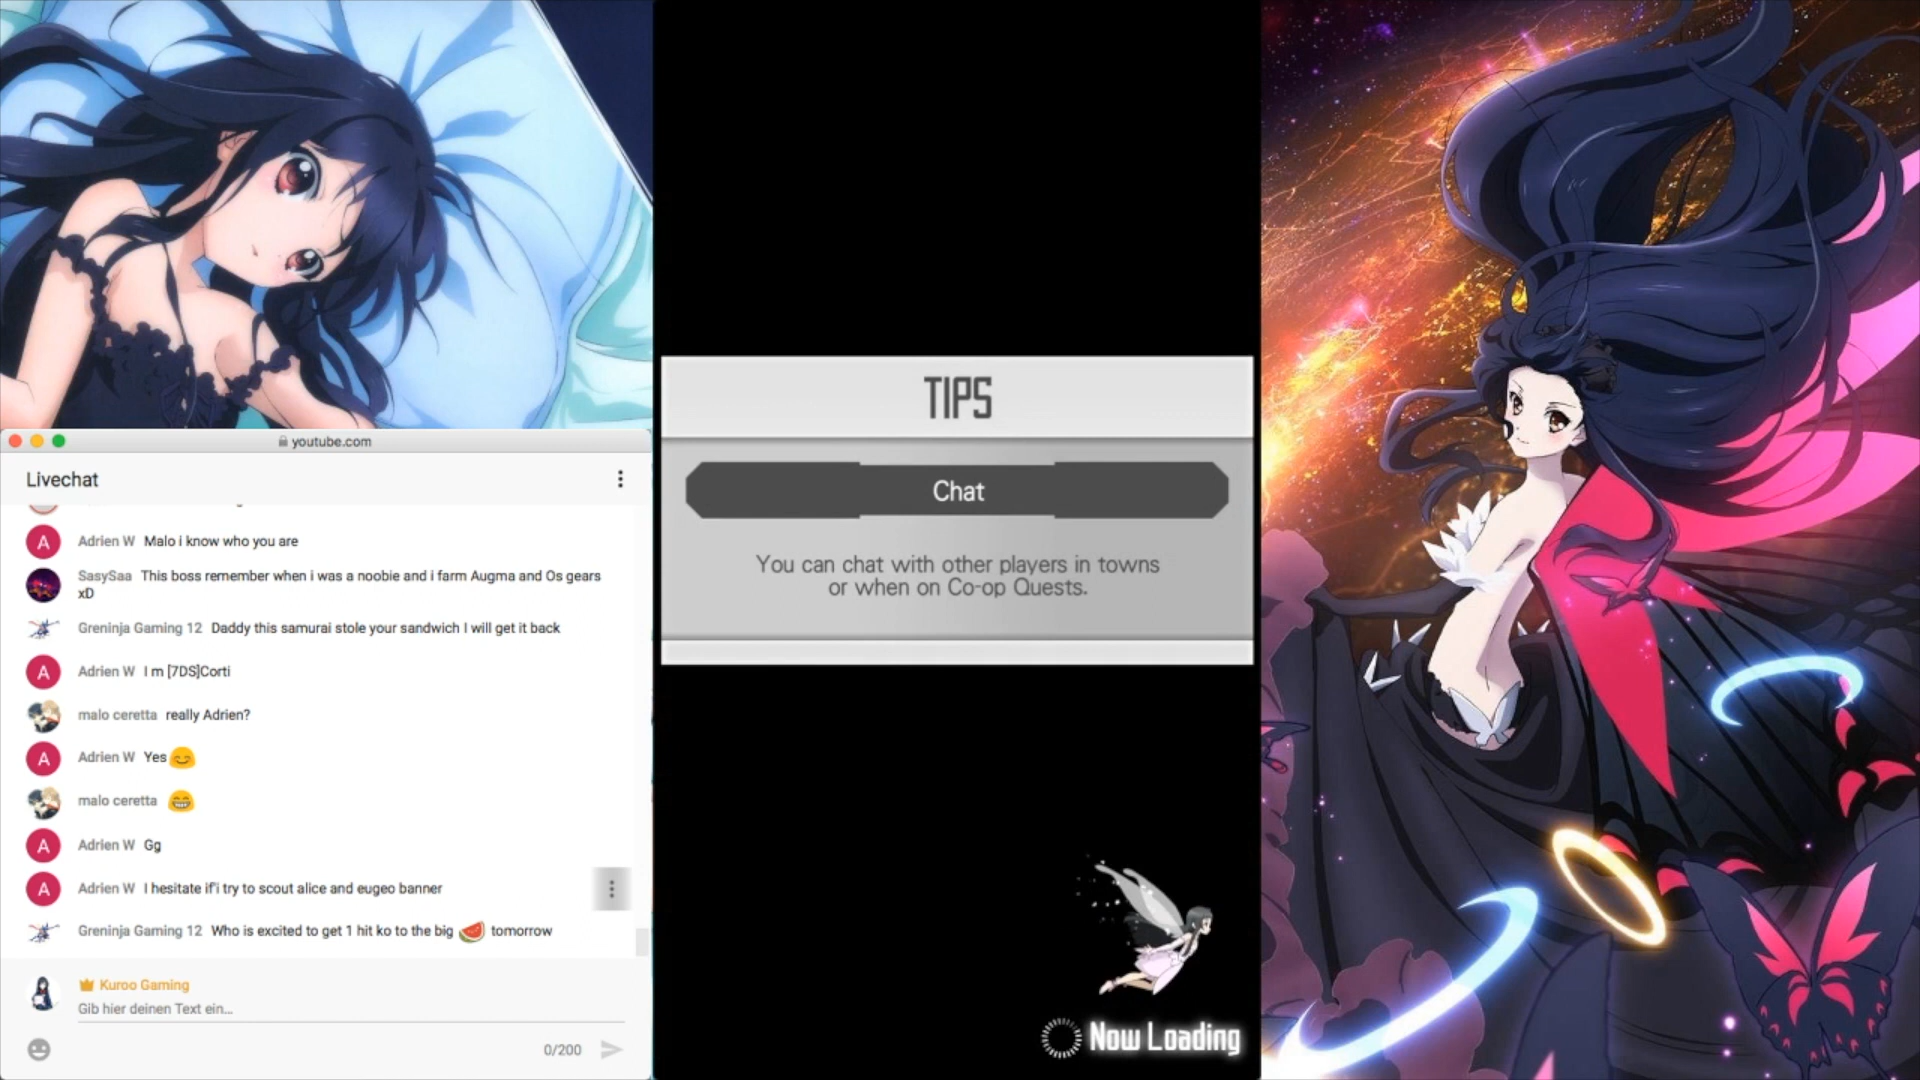 youtube.com
Livechat
Adrien W Malo i know who you are
SasySaa This boss remember when i was a noobie and i farm Augma and Os gears
xD
Greninja Gaming 12 Daddy this samurai stole your sandwich I will get it back
Adrien W I m [7DS]Corti
malo ceretta really Adrien?
Adrien W Yes 😊
malo ceretta 😁
Adrien W Gg
Adrien W I hesitate if'i try to scout alice and eugeo banner
Greninja Gaming 12 Who is excited to get 1 hit ko to the big 🍉 tomorrow
Kuroo Gaming
Gib hier deinen Text ein...
0/200
TIPS
Chat
You can chat with other players in towns
or when on Co-op Quests.
Now Loading